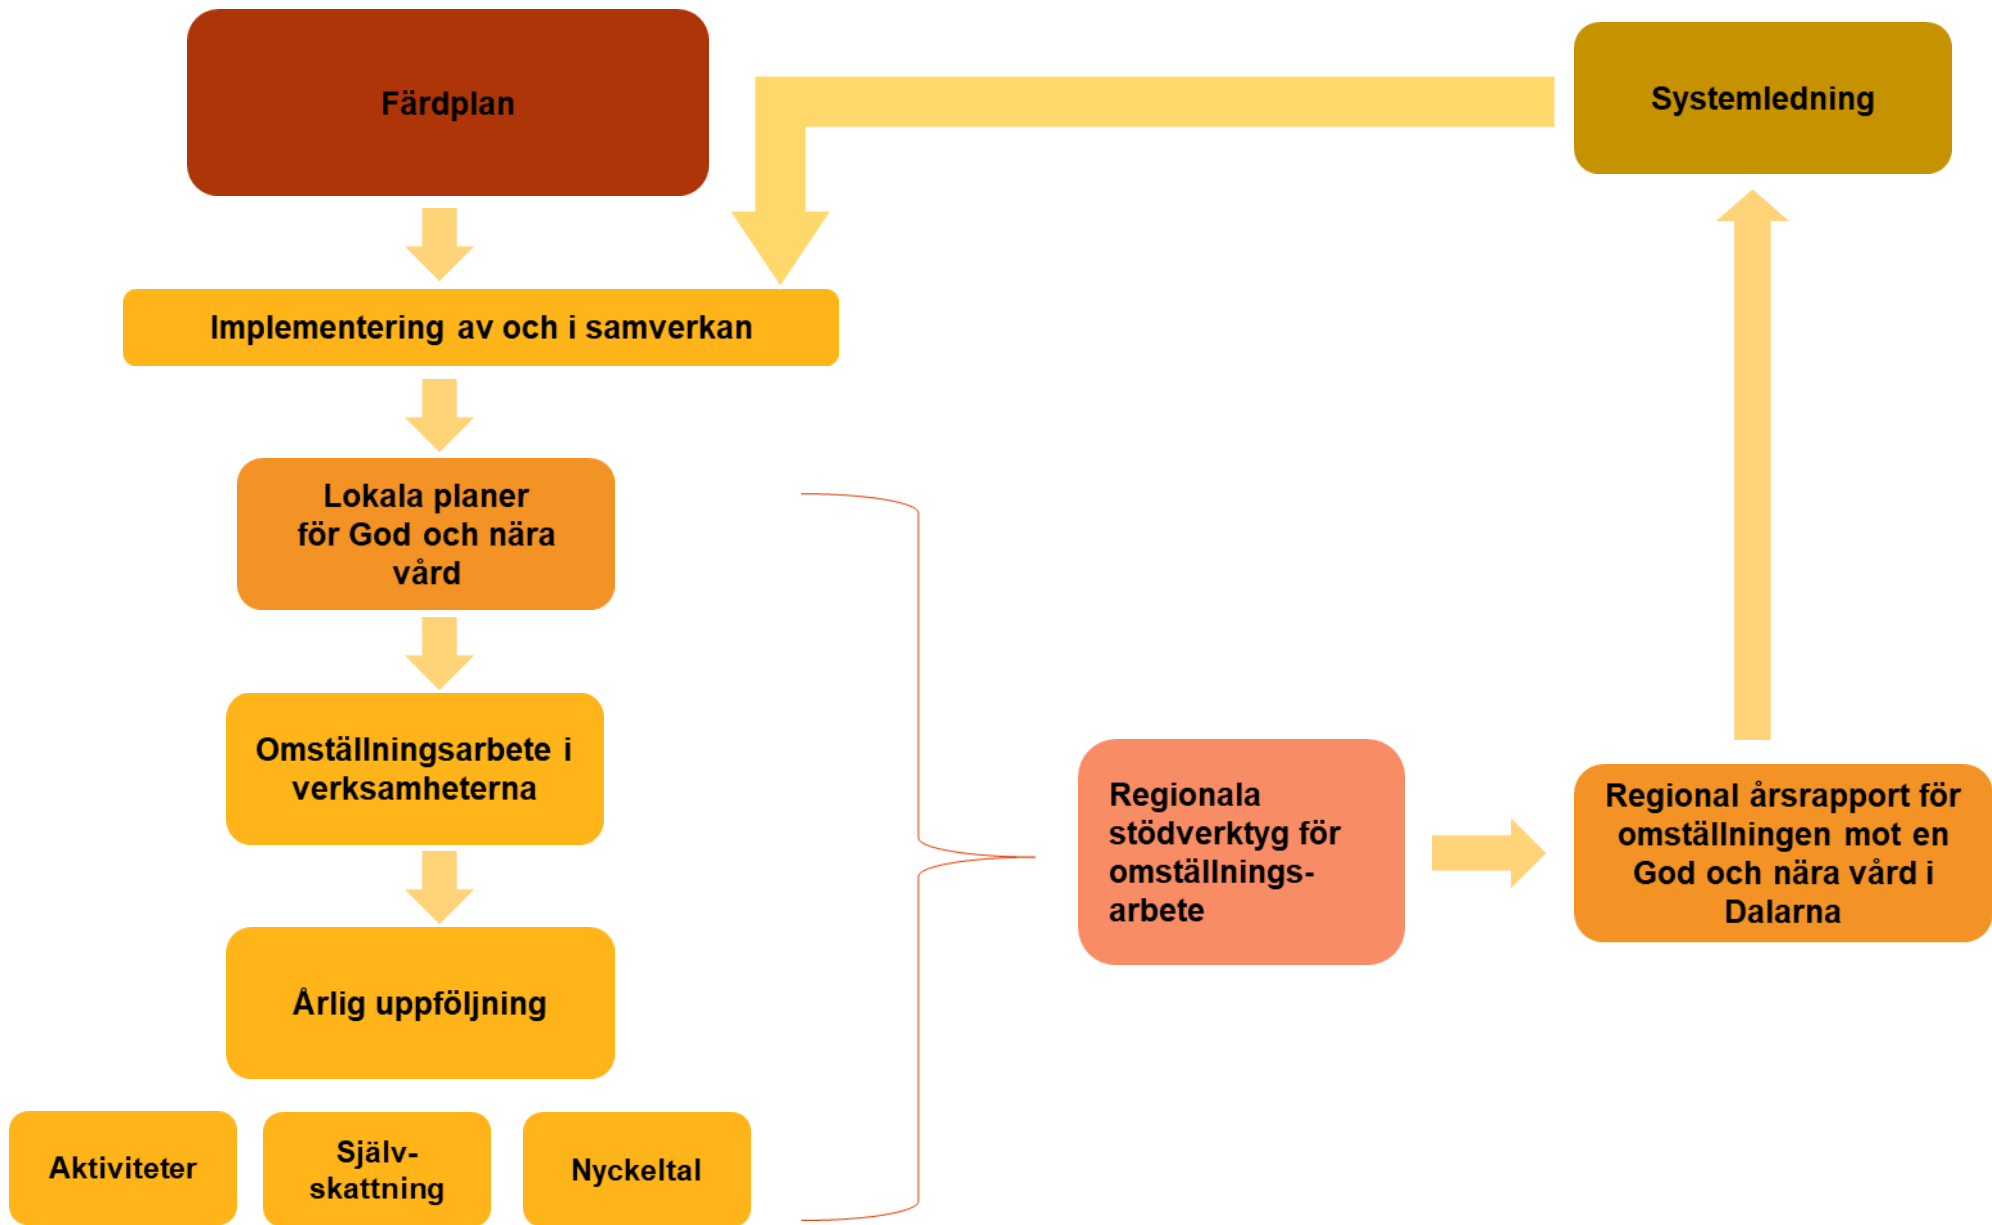 Färdplan
Systemledning
Implementering av och i samverkan
Lokala planer
för God och nära
vård
Omställningsarbete i
verksamheterna
Årlig uppföljning
Aktiviteter
Själv-
skattning
Nyckeltal
Regionala
stödverktyg för
omställnings-
arbete
Regional årsrapport för
omställningen mot en
God och nära vård i
Dalarna